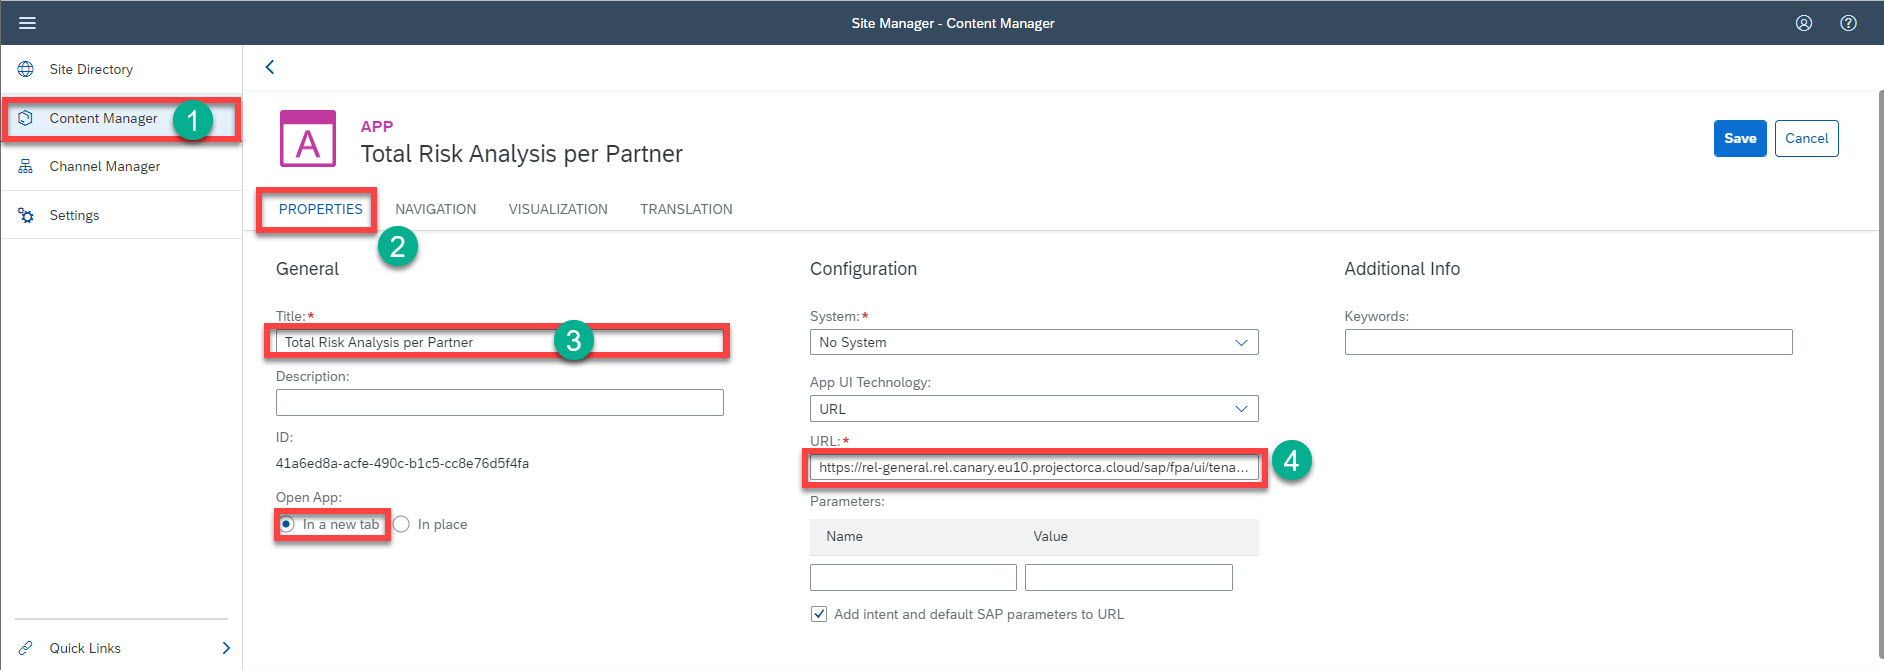 Site Manager - Content Manager
Site Directory
Content Manager
1
Channel Manager
Settings
Quick Links
A
APP
Total Risk Analysis per Partner
Save
Cancel
PROPERTIES
NAVIGATION
VISUALIZATION
TRANSLATION
2
General
Title:*
Total Risk Analysis per Partner
3
Description:
ID:
41a6ed8a-acfe-490c-b1c5-cc8e76d5f4fa
Open App:
In a new tab
In place
Configuration
System:*
No System
App UI Technology:
URL
URL:*
https://rel-general.rel.canary.eu10.projectorca.cloud/sap/fpa/ui/tena...
4
Parameters:
Name
Value
Add intent and default SAP parameters to URL
Additional Info
Keywords: